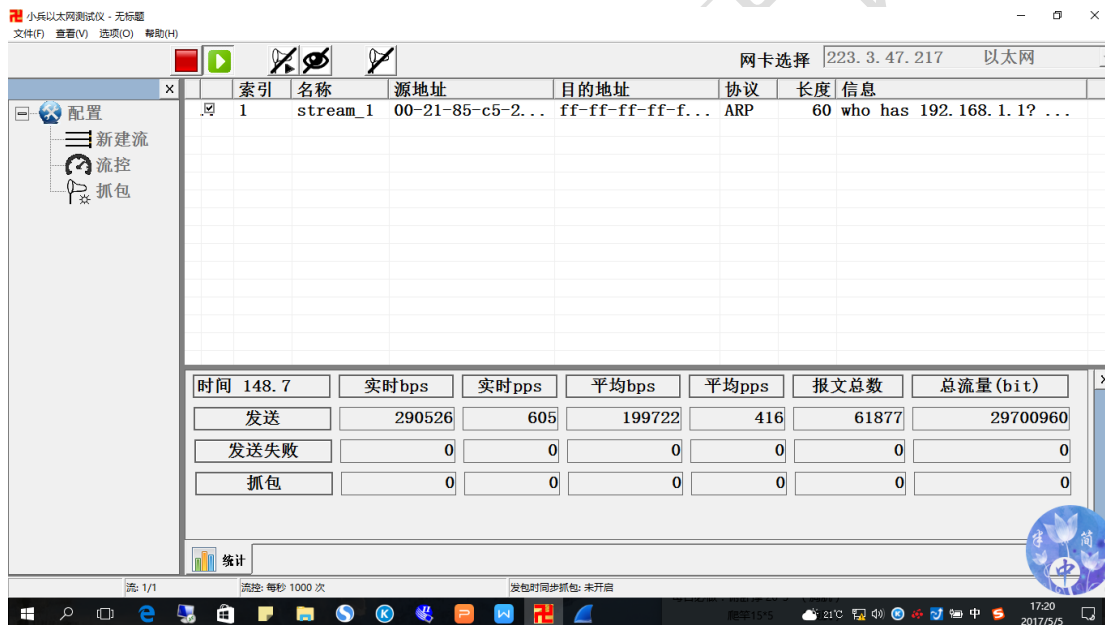 小兵以太网测试仪 - 无标题
文件(F) 查看(V) 选项(O) 帮助(H)
网卡选择 223.3.47.217 以太网
索引 名称 源地址 目的地址 协议 长度 信息
1 stream_1 00-21-85-c5-2... ff-ff-ff-ff-f... ARP 60 who has 192.168.1.1? ...
配置
新建流
流控
抓包
时间 148.7 实时bps 实时pps 平均bps 平均pps 报文总数 总流量(bit)
发送 290526 605 199722 416 61877 29700960
发送失败 0 0 0 0 0 0
抓包 0 0 0 0 0 0
统计
简
中
流: 1/1 流控: 每秒 1000 次 发包时同步抓包: 未开启
21°C 中 17:20
2017/5/5